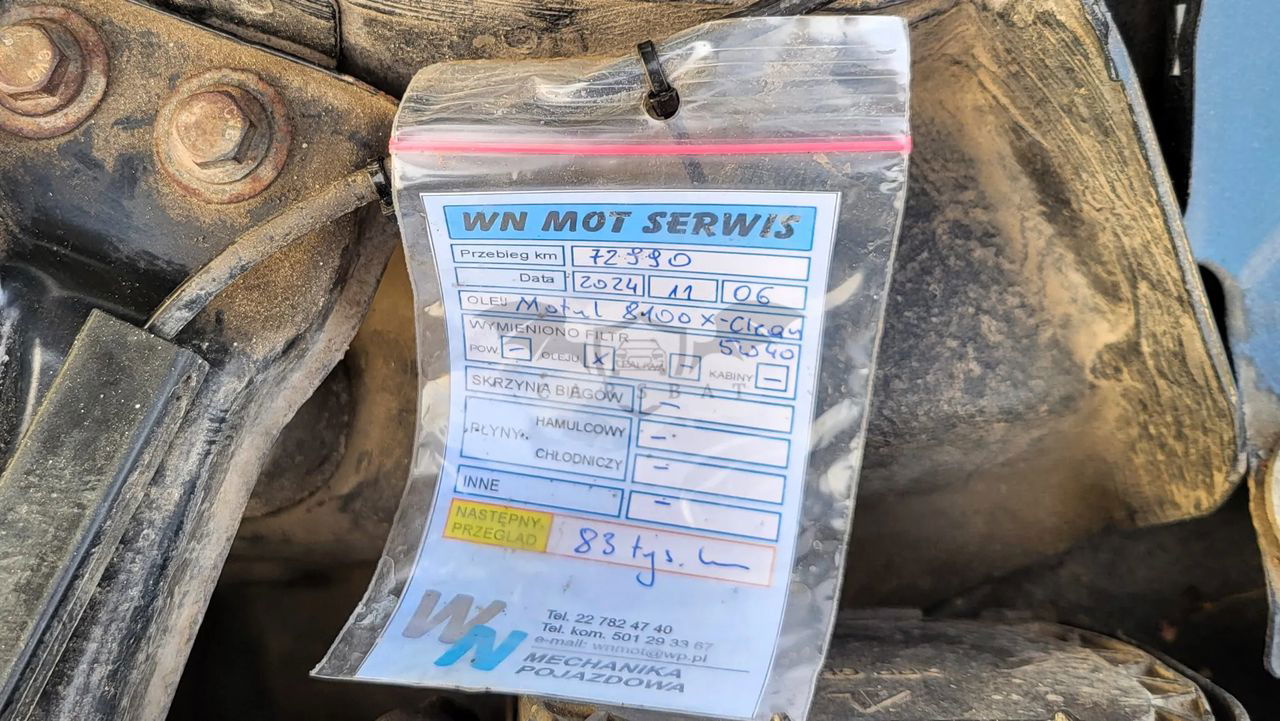 WN MOT SERWIS
Przebieg km 72990
Data 2024 11 06
OLEJ Motul 8100 X-Clean
5W40
WYMIENIONO FILTR
POW. – OLEJU X PALIWA – KABINY –
CARSBAT
SKRZYNIA BIEGÓW –
PŁYNY: HAMULCOWY –
CHŁODNICZY –
INNE –
NASTĘPNY PRZEGLĄD 83 tys. km
WN
Tel. 22 782 47 40
Tel. kom. 501 29 33 67
e-mail: wnmot@wp.pl
MECHANIKA
POJAZDOWA